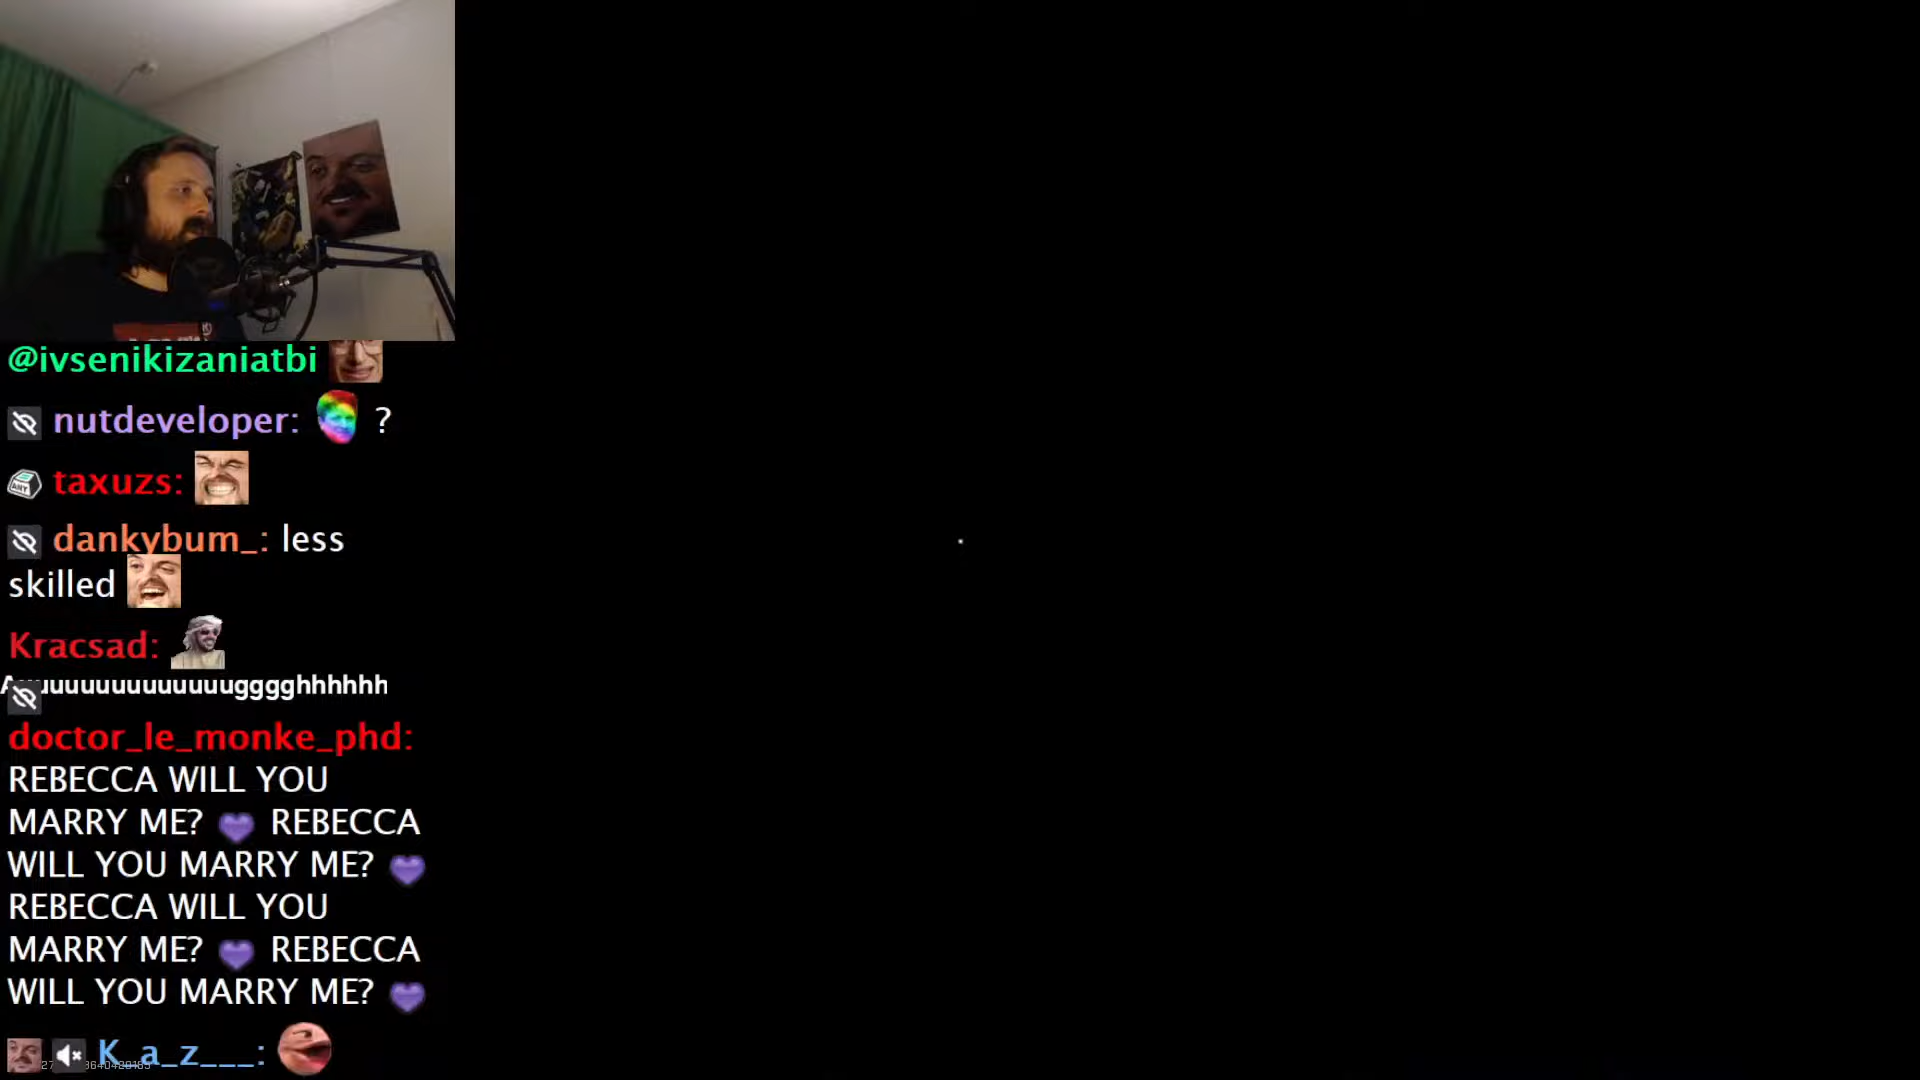 @ivsenikizaniatbi
nutdeveloper: ?
taxuzs:
dankybum_: less
skilled
Kracsad:
doctor_le_monke_phd:
REBECCA WILL YOU
MARRY ME? 💜 REBECCA
WILL YOU MARRY ME? 💜
REBECCA WILL YOU
MARRY ME? 💜 REBECCA
WILL YOU MARRY ME? 💜
K_a_z___: